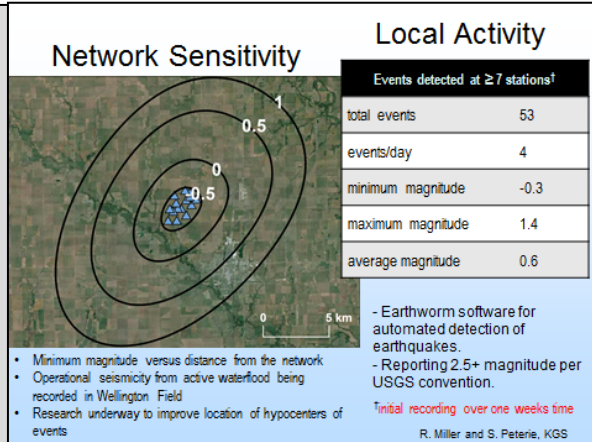 Network Sensitivity
1
0.5
0
-0.5
0 5 km
• Minimum magnitude versus distance from the network
• Operational seismicity from active waterflood being
recorded in Wellington Field
• Research underway to improve location of hypocenters of
events
Local Activity
Events detected at ≥ 7 stations†
total events 53
events/day 4
minimum magnitude -0.3
maximum magnitude 1.4
average magnitude 0.6
- Earthworm software for
automated detection of
earthquakes.
- Reporting 2.5+ magnitude per
USGS convention.
†initial recording over one weeks time
R. Miller and S. Peterie, KGS